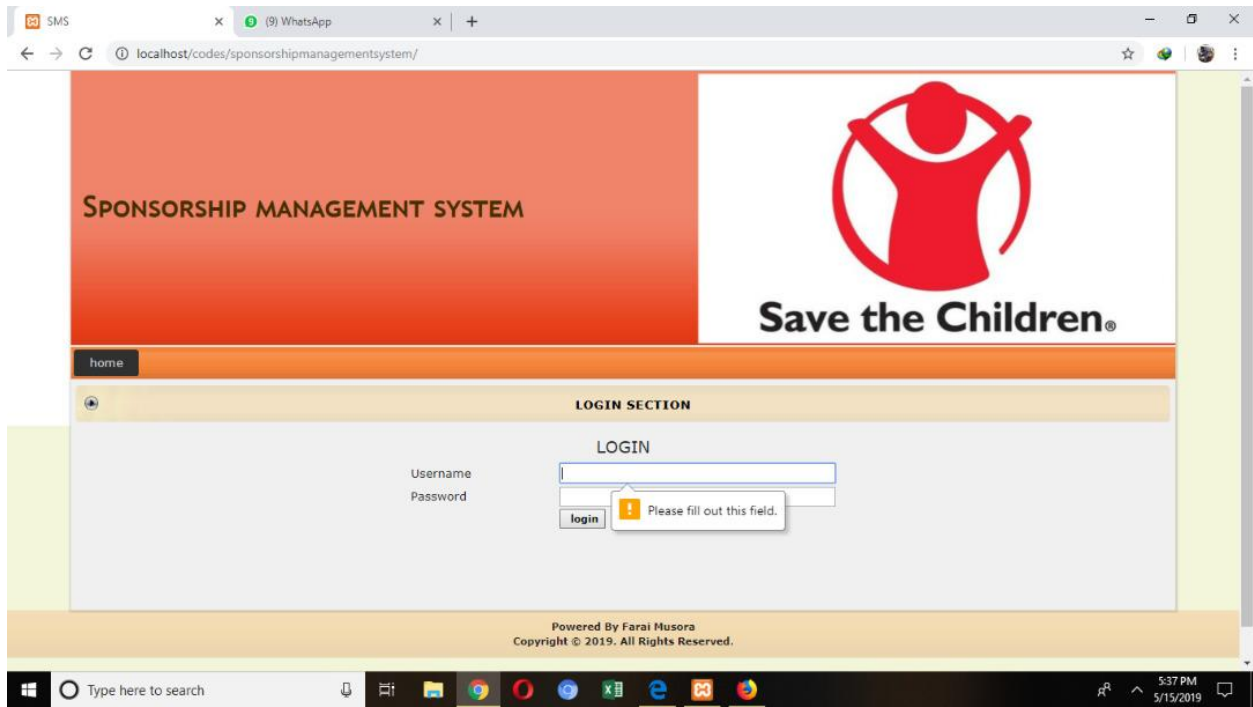 SMS
(9) WhatsApp
localhost/codes/sponsorshipmanagementsystem/
SPONSORSHIP MANAGEMENT SYSTEM
Save the Children®
home
LOGIN SECTION
LOGIN
Username
Password
Please fill out this field.
login
Powered By Farai Musora
Copyright © 2019. All Rights Reserved.
Type here to search
5:37 PM
5/15/2019